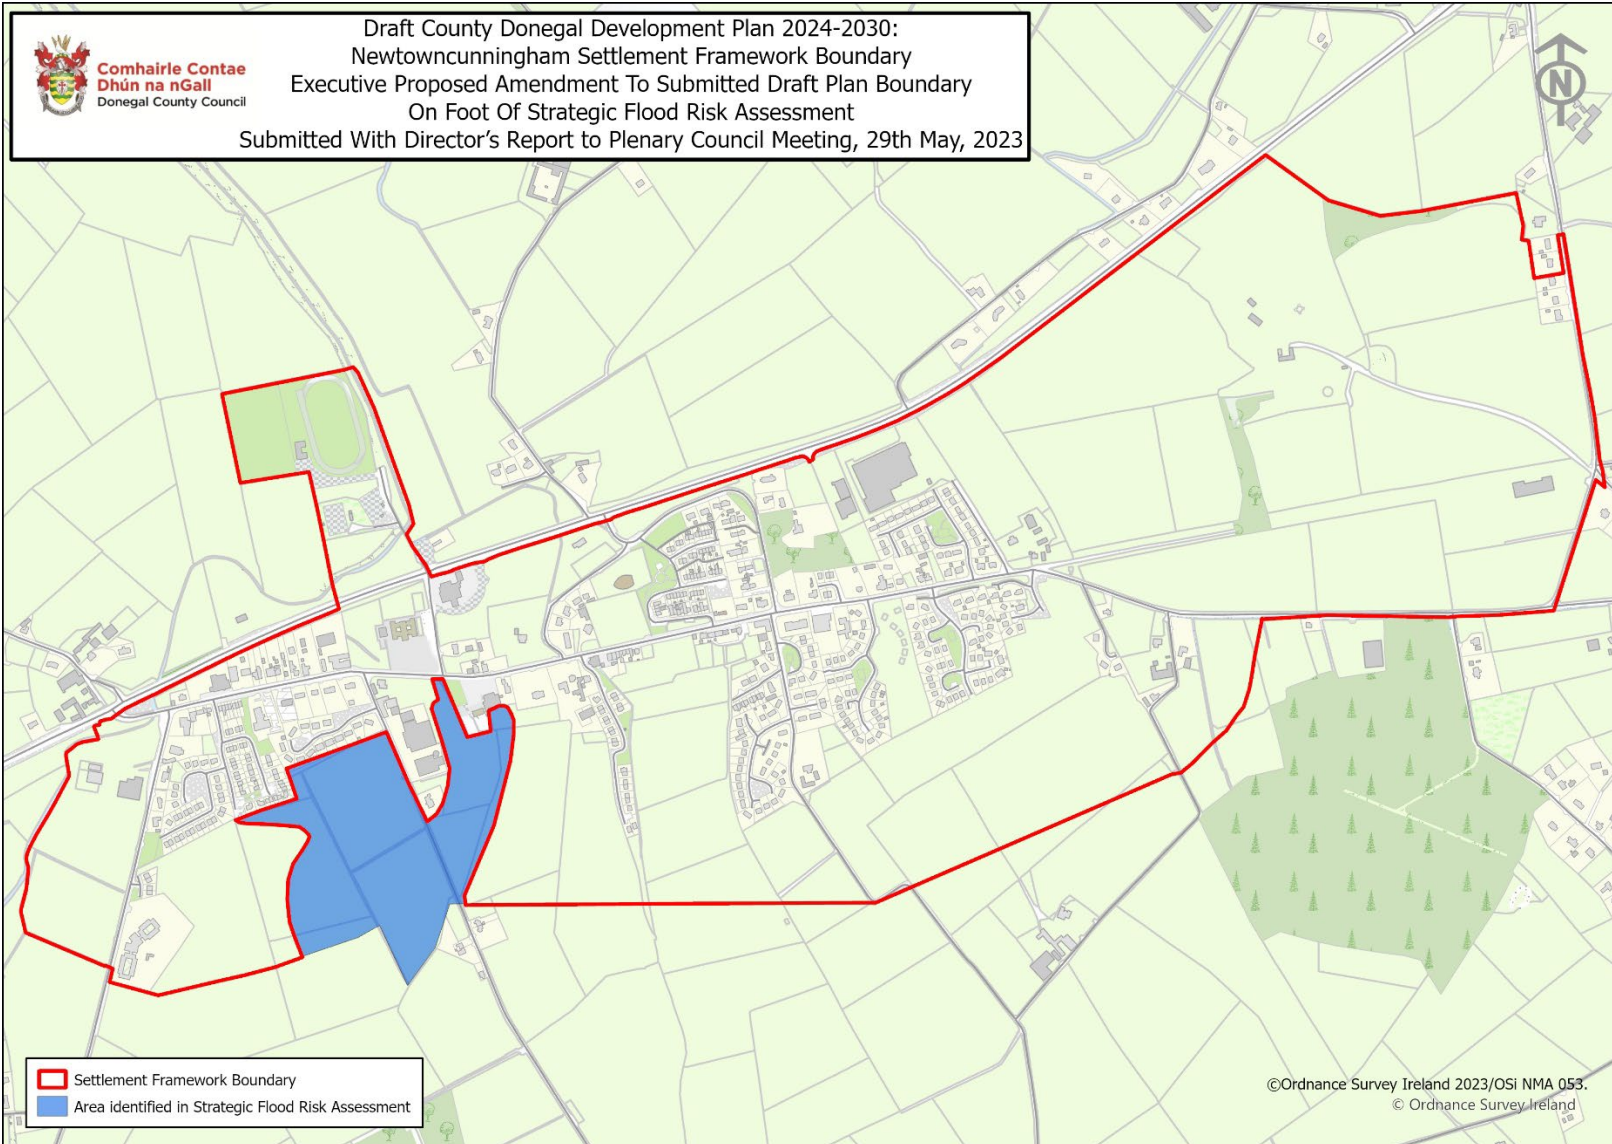 Draft County Donegal Development Plan 2024-2030:
Newtowncunningham Settlement Framework Boundary
Executive Proposed Amendment To Submitted Draft Plan Boundary
On Foot Of Strategic Flood Risk Assessment
Submitted With Director's Report to Plenary Council Meeting, 29th May, 2023
Comhairle Contae
Dhún na nGall
Donegal County Council
N
Settlement Framework Boundary
Area identified in Strategic Flood Risk Assessment
©Ordnance Survey Ireland 2023/OSi NMA 053.
© Ordnance Survey Ireland